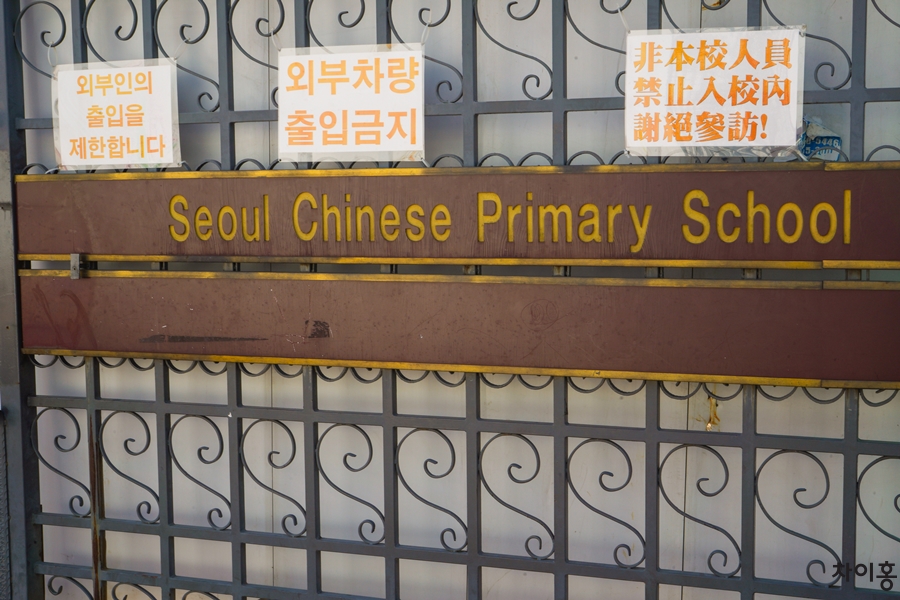 외부인의
출입을
제한합니다
외부차량
출입금지
非本校人員
禁止入校內
謝絕參訪!
Seoul Chinese Primary School
차이홍